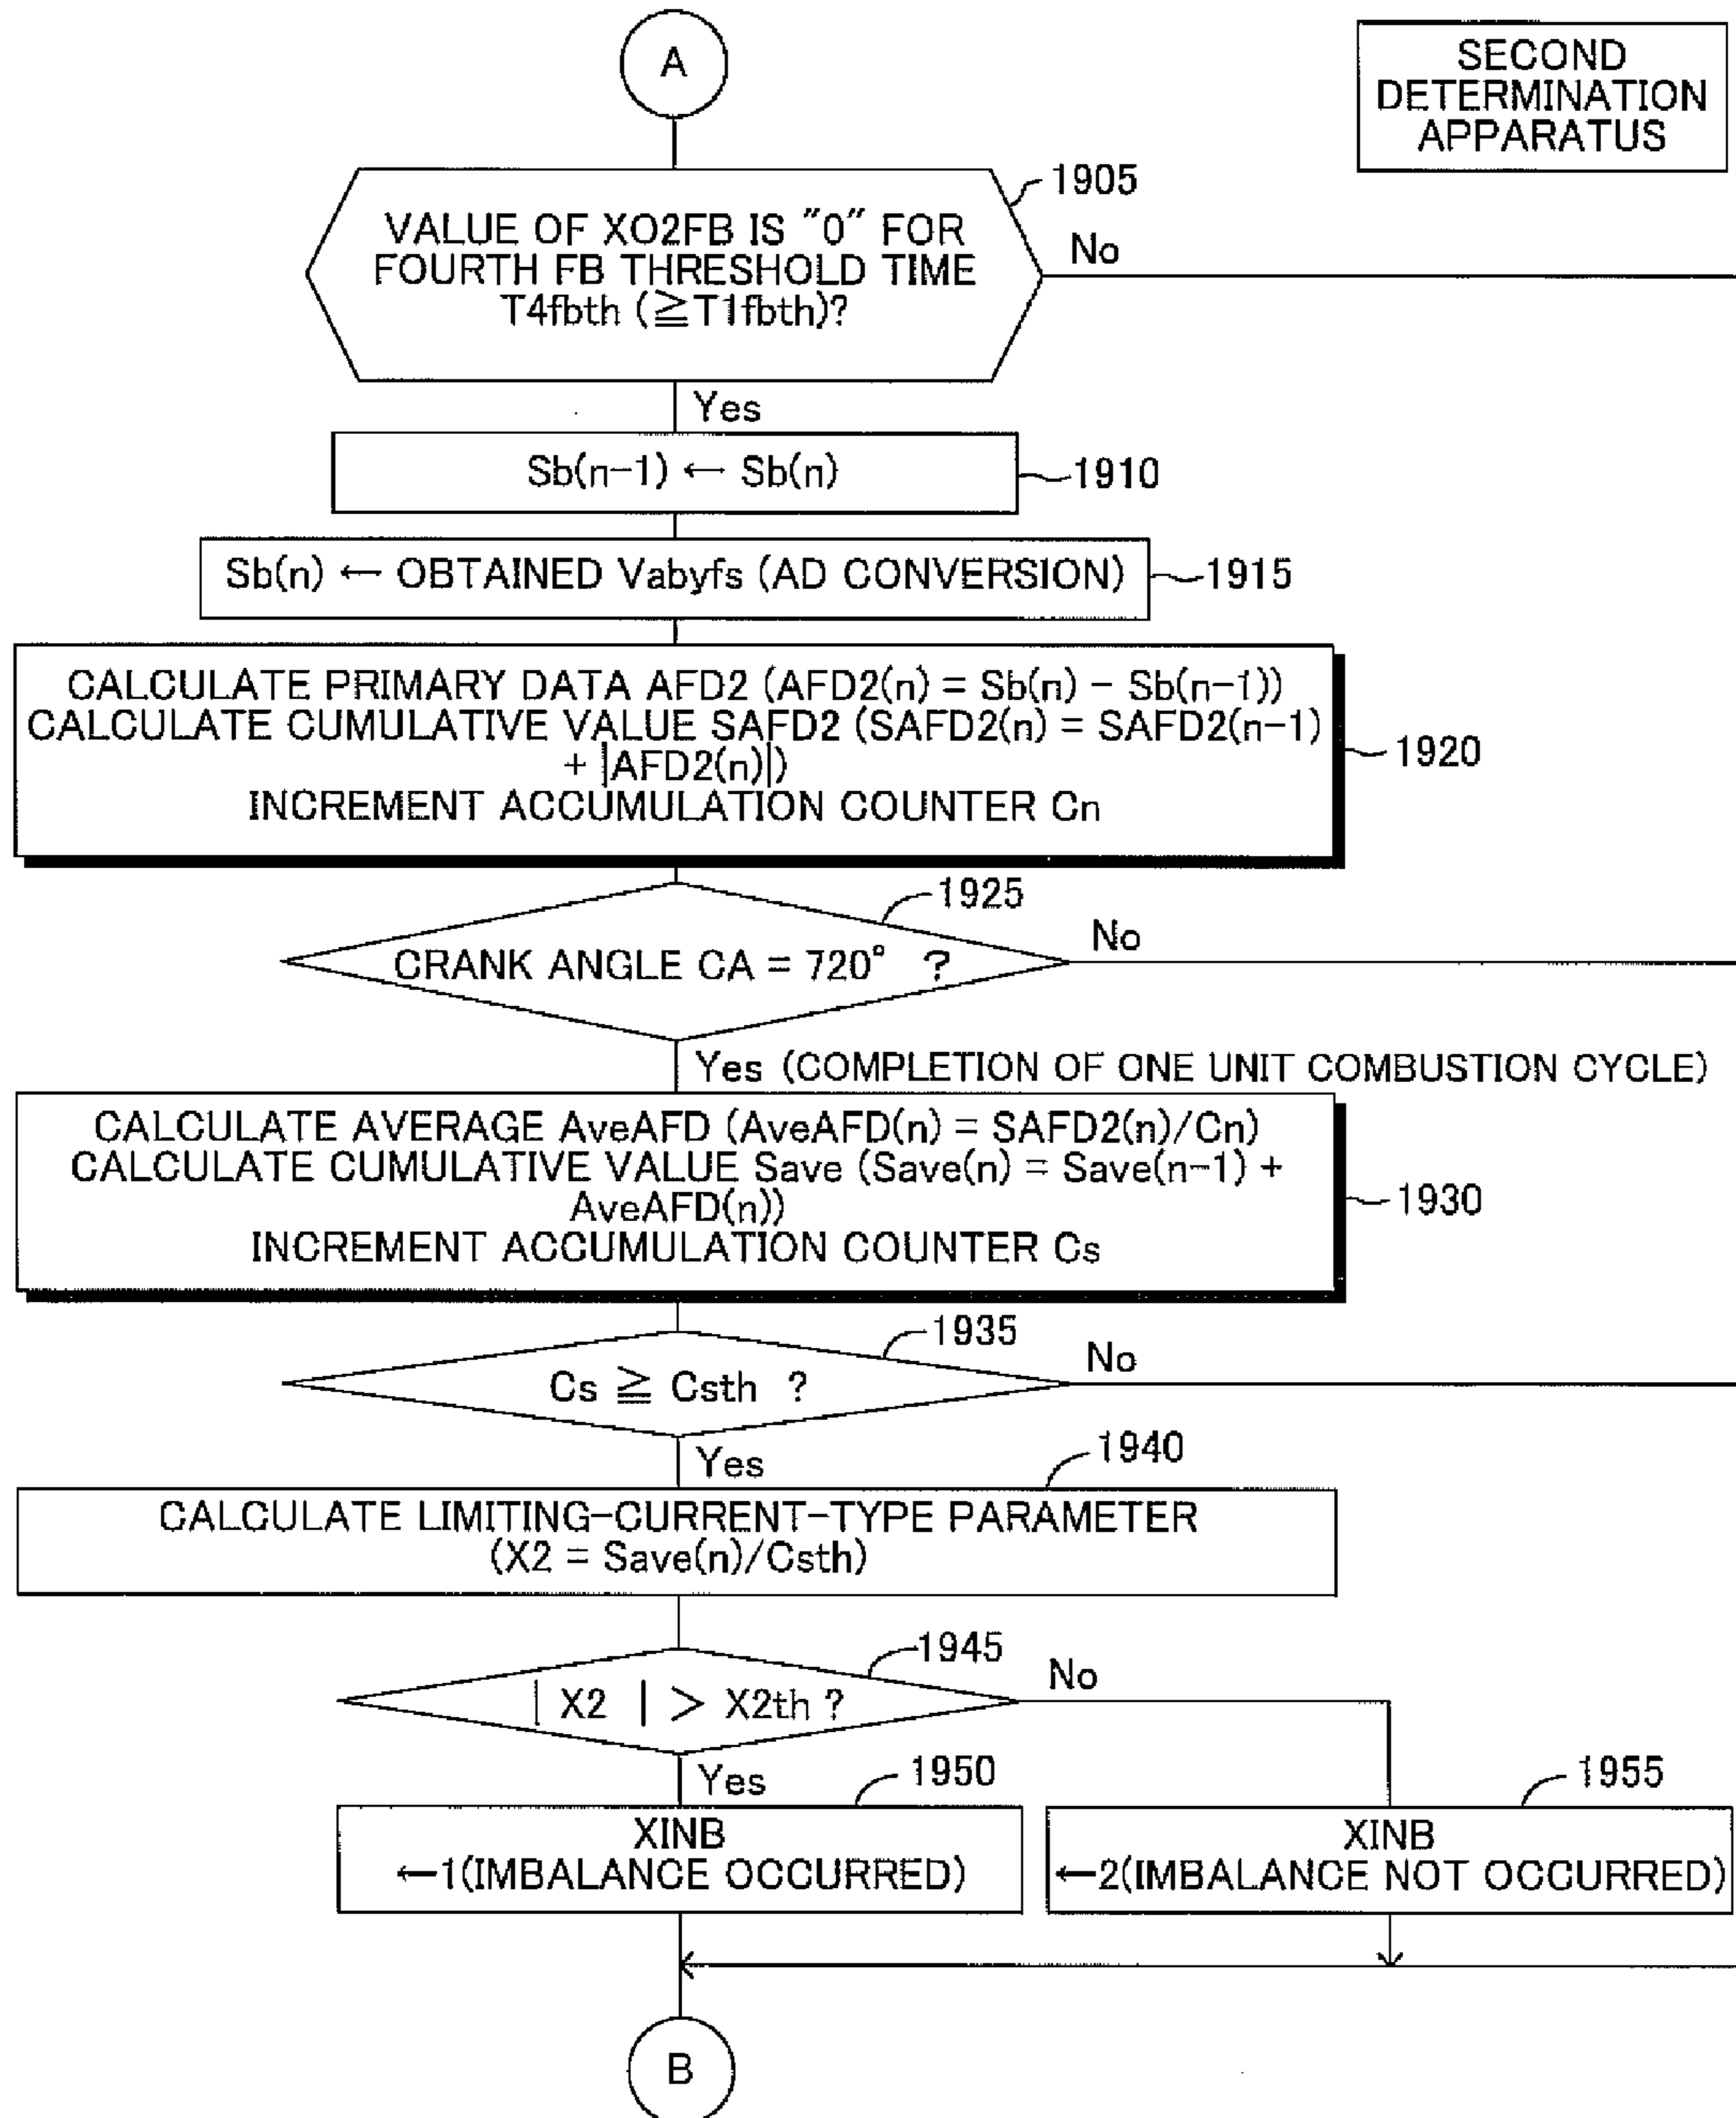 A
SECOND
DETERMINATION
APPARATUS
1905
VALUE OF XO2FB IS "0" FOR
FOURTH FB THRESHOLD TIME
T4fbth (≧T1fbth)?
No
Yes
Sb(n-1) ← Sb(n)
1910
Sb(n) ← OBTAINED Vabyfs (AD CONVERSION)
1915
CALCULATE PRIMARY DATA AFD2 (AFD2(n) = Sb(n) - Sb(n-1))
CALCULATE CUMULATIVE VALUE SAFD2 (SAFD2(n) = SAFD2(n-1)
+ |AFD2(n)|)
INCREMENT ACCUMULATION COUNTER Cn
1920
1925
CRANK ANGLE CA = 720° ?
No
Yes (COMPLETION OF ONE UNIT COMBUSTION CYCLE)
CALCULATE AVERAGE AveAFD (AveAFD(n) = SAFD2(n)/Cn)
CALCULATE CUMULATIVE VALUE Save (Save(n) = Save(n-1) +
AveAFD(n))
INCREMENT ACCUMULATION COUNTER Cs
1930
1935
Cs ≧ Csth ?
No
Yes
1940
CALCULATE LIMITING-CURRENT-TYPE PARAMETER
(X2 = Save(n)/Csth)
1945
| X2 | > X2th ?
No
Yes
1950
XINB
←1(IMBALANCE OCCURRED)
1955
XINB
←2(IMBALANCE NOT OCCURRED)
B